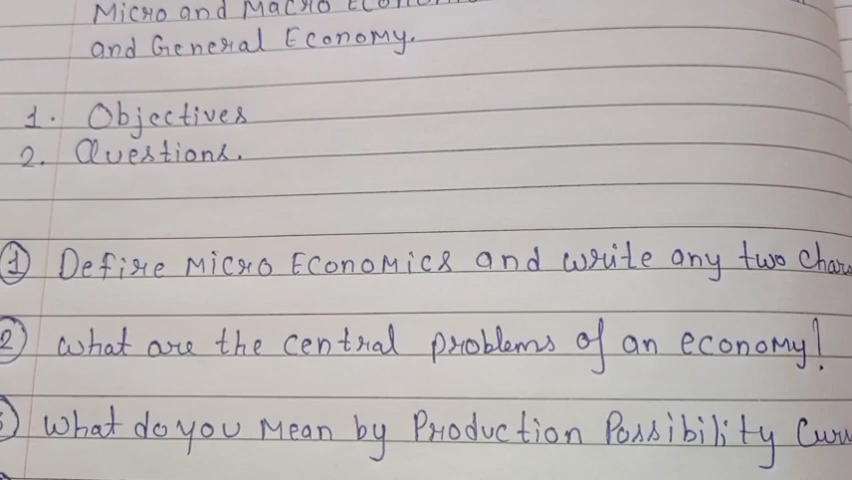 Micro and Macro
and General Economy.
1. Objectives
2. Questions.
1 Define Micro Economics and write any two
2 What are the central problems of an economy!
What do you Mean by Production Possibility